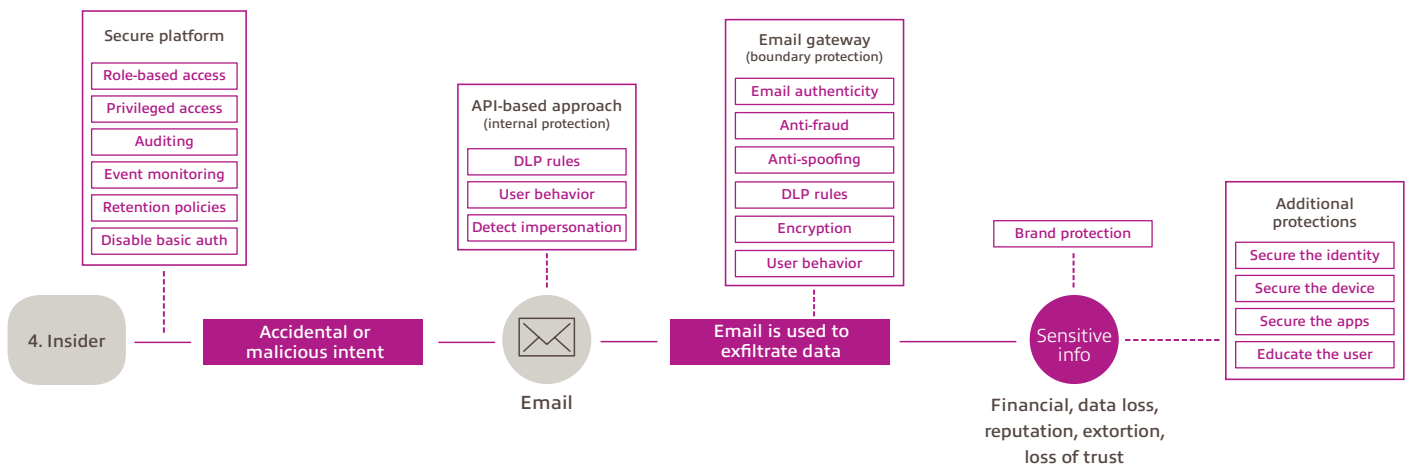 Secure platform
Role-based access
Privileged access
Auditing
Event monitoring
Retention policies
Disable basic auth
4. Insider
Accidental or
malicious intent
API-based approach
(internal protection)
DLP rules
User behavior
Detect impersonation
Email
Email gateway
(boundary protection)
Email authenticity
Anti-fraud
Anti-spoofing
DLP rules
Encryption
User behavior
Email is used to
exfiltrate data
Brand protection
Sensitive
info
Financial, data loss,
reputation, extortion,
loss of trust
Additional
protections
Secure the identity
Secure the device
Secure the apps
Educate the user